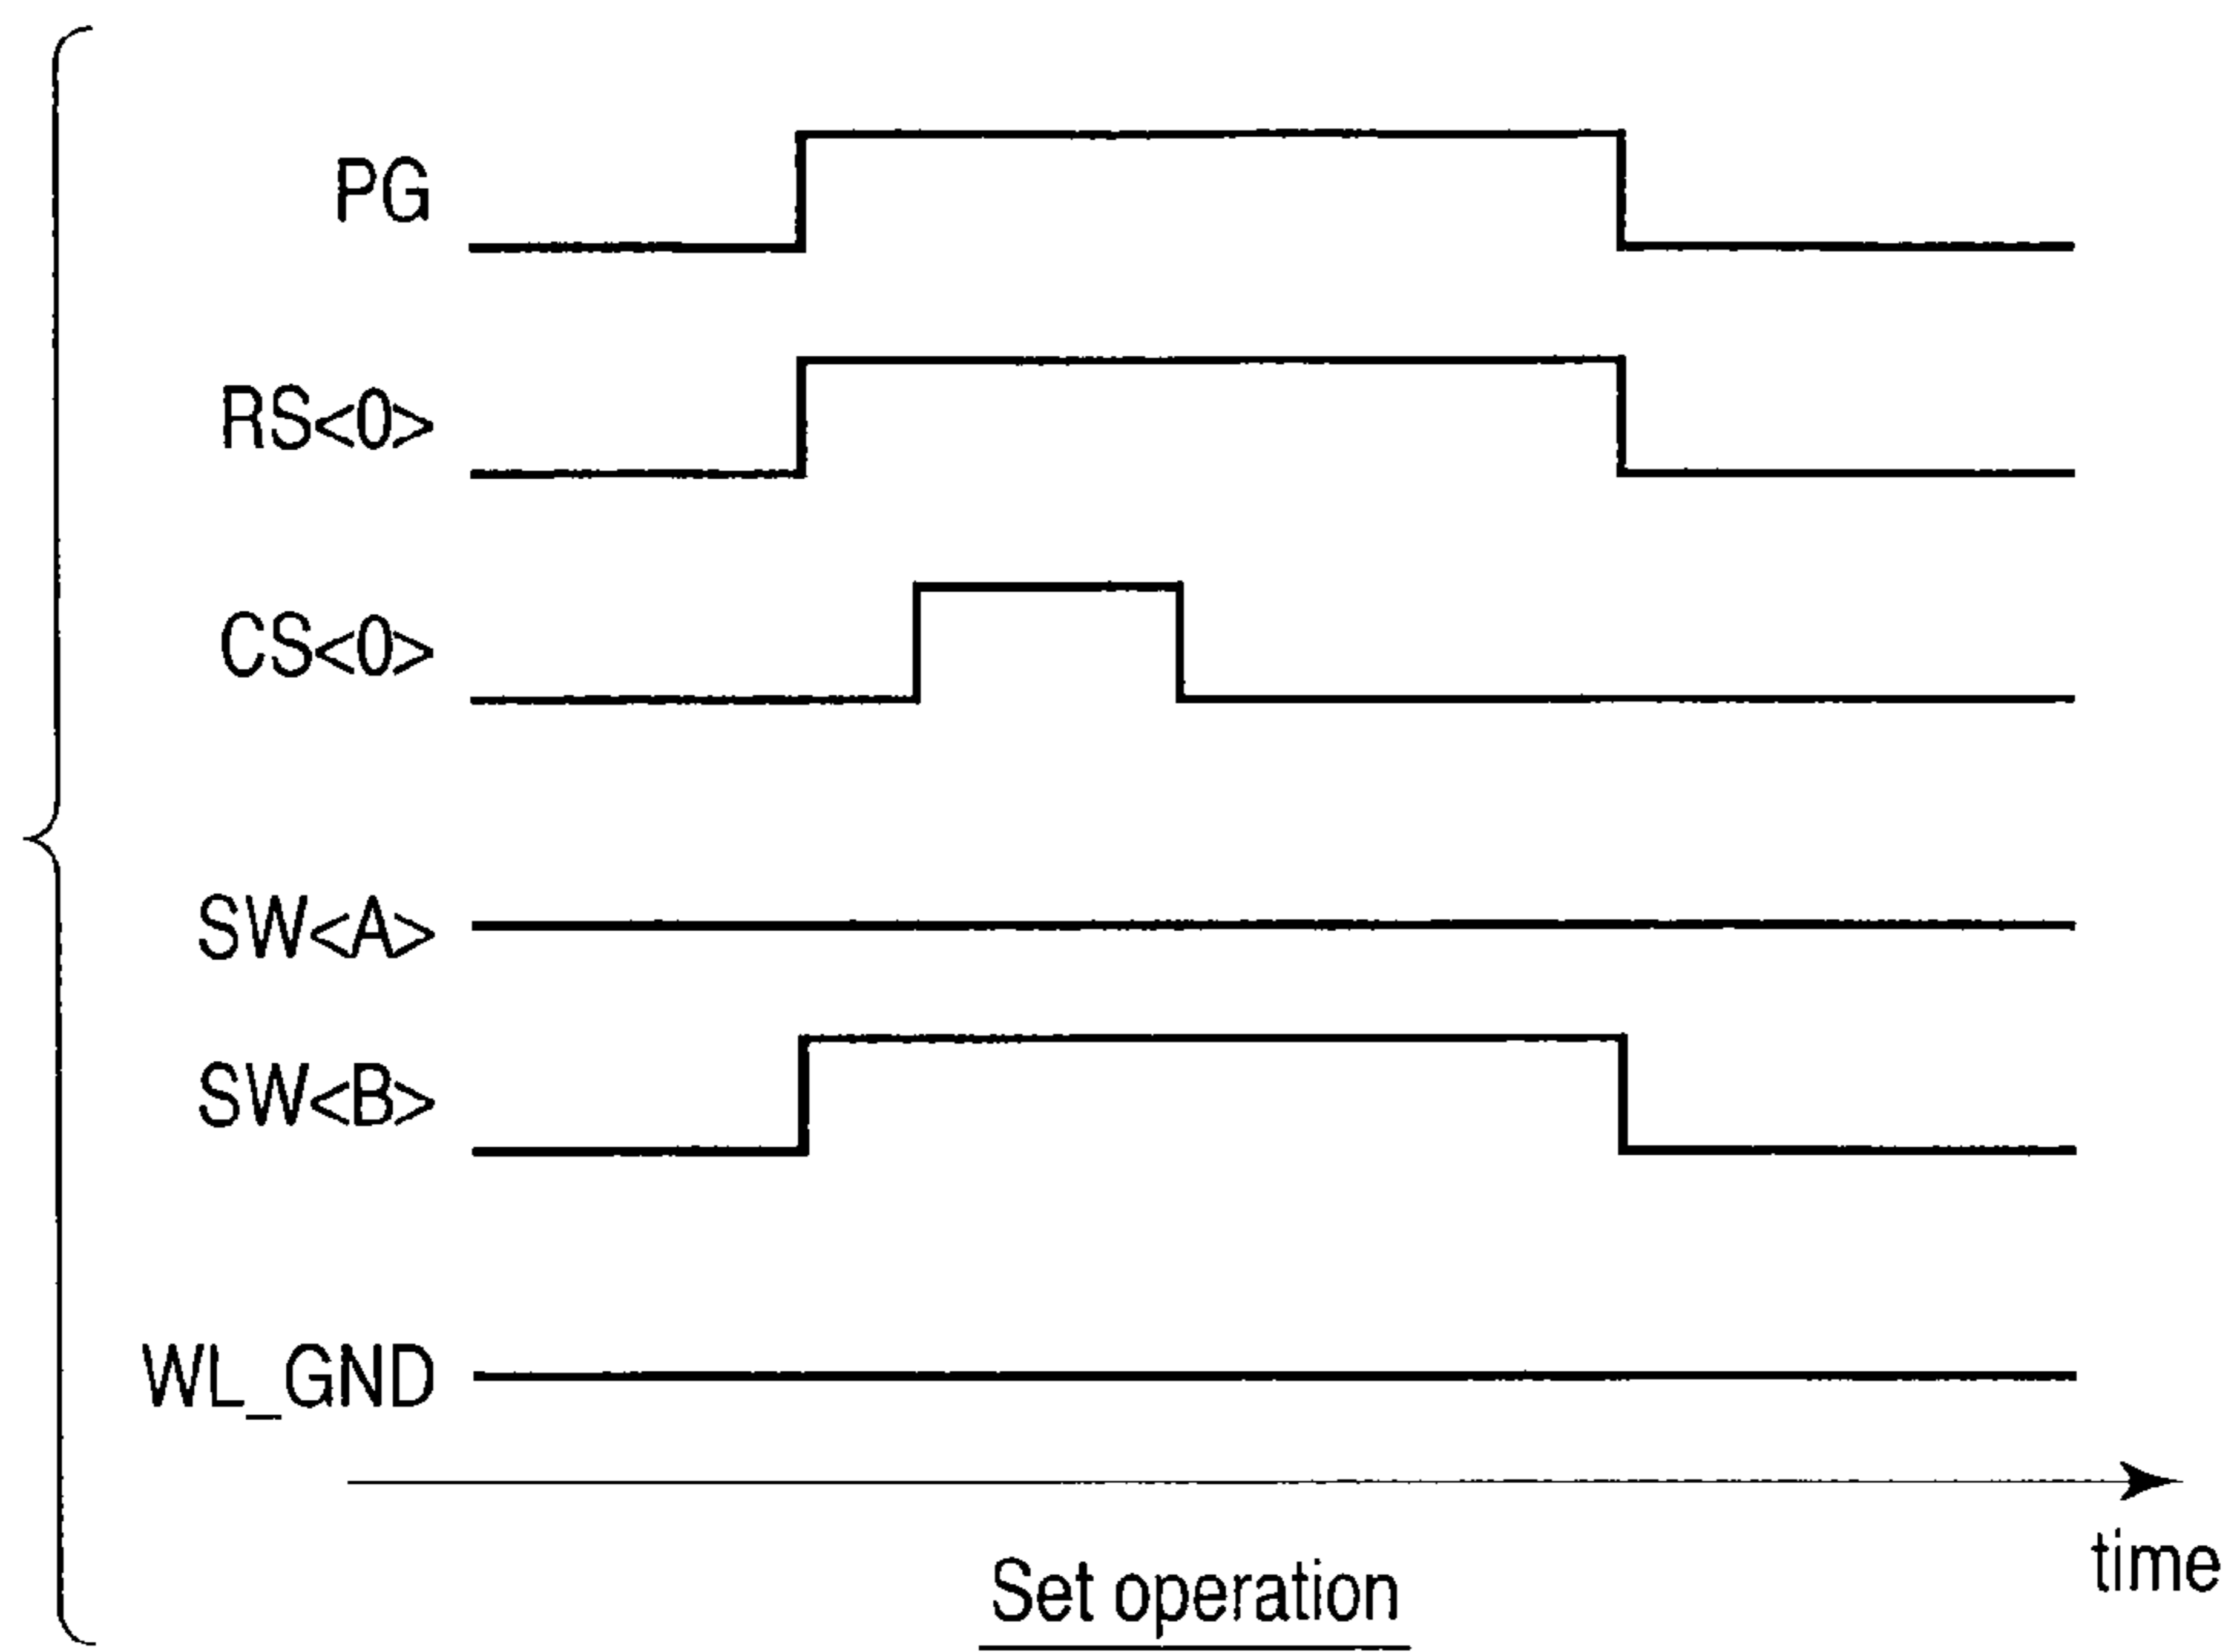 PG
RS<0>
CS<0>
SW<A>
SW<B>
WL_GND
time
Set operation